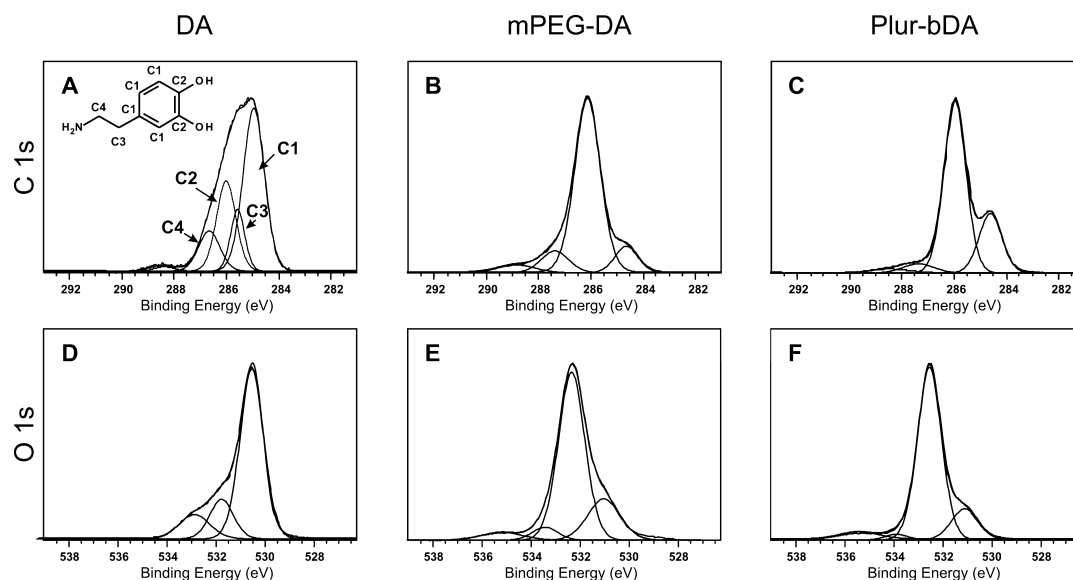 DA mPEG-DA Plur-bDA
C 1s
A
C1
C1 C2 OH
C4 C1 C2 OH
H₂N C3 C1
C1
C2
C3
C4
292 290 288 286 284 282
Binding Energy (eV)
B
292 290 288 286 284 282
Binding Energy (eV)
C
292 290 288 286 284 282
Binding Energy (eV)
O 1s
D
538 536 534 532 530 528
Binding Energy (eV)
E
538 536 534 532 530 528
Binding Energy (eV)
F
538 536 534 532 530 528
Binding Energy (eV)